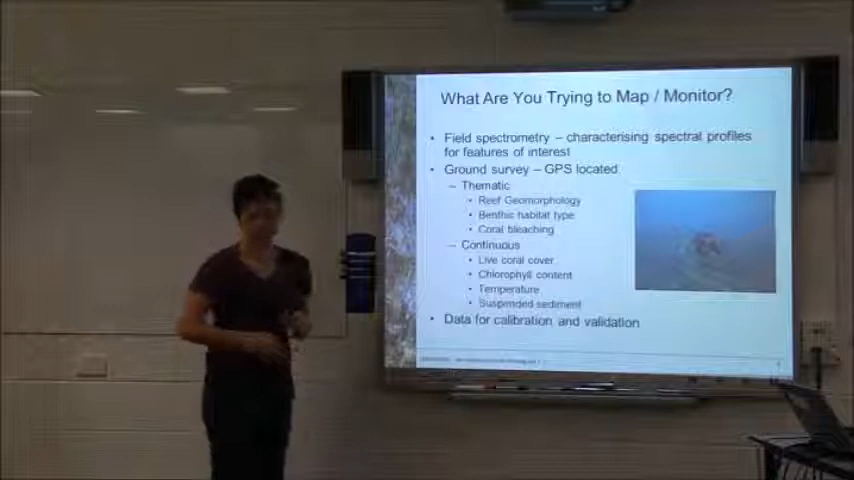 What Are You Trying to Map / Monitor?
• Field spectrometry – characterising spectral profiles
for features of interest
• Ground survey – GPS located
– Thematic
• Reef Geomorphology
• Benthic habitat type
• Coral bleaching
– Continuous
• Live coral cover
• Chlorophyll content
• Temperature
• Suspended sediment
• Data for calibration and validation